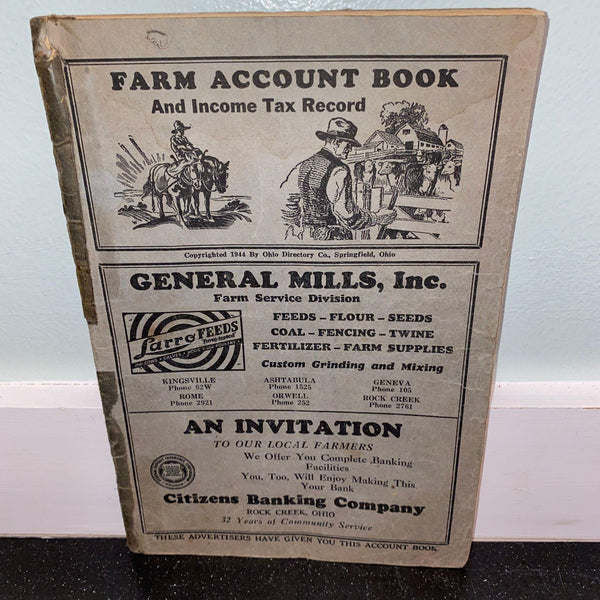 FARM ACCOUNT BOOK
And Income Tax Record
Copyrighted 1944 By Ohio Directory Co., Springfield, Ohio
GENERAL MILLS, Inc.
Farm Service Division
Larro FEEDS
FEEDS – FLOUR – SEEDS
COAL – FENCING – TWINE
FERTILIZER – FARM SUPPLIES
Custom Grinding and Mixing
KINGSVILLE ASHTABULA GENEVA
Phone 62W Phone 1525 Phone 105
ROME ORWELL ROCK CREEK
Phone 2921 Phone 252 Phone 2761
AN INVITATION
TO OUR LOCAL FARMERS
We Offer You Complete Banking
Facilities
You, Too, Will Enjoy Making This
Your Bank
Citizens Banking Company
ROCK CREEK, OHIO
32 Years of Community Service
THESE ADVERTISERS HAVE GIVEN YOU THIS ACCOUNT BOOK